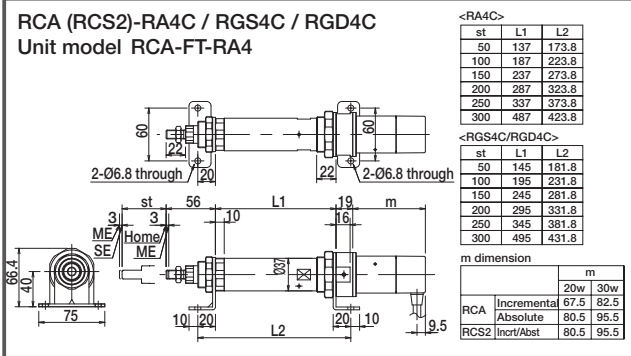 RCA (RCS2)-RA4C / RGS4C / RGD4C
Unit model RCA-FT-RA4
<RA4C>
st L1 L2
50 137 173.8
100 187 223.8
150 237 273.8
200 287 323.8
250 337 373.8
300 487 423.8
<RGS4C/RGD4C>
st L1 L2
50 145 181.8
100 195 231.8
150 245 281.8
200 295 331.8
250 345 381.8
300 495 431.8
m dimension
m
20w 30w
RCA Incremental 67.5 82.5
Absolute 80.5 95.5
RCS2 Incrt/Abst 80.5 95.5
60
22
2-Ø6.8 through
20
22
60
2-Ø6.8 through
st 56 L1 19 m
3 3 10 16
ME Home
SE ME
Ø37
66.4
40
75
10 20
L2
20 10
9.5